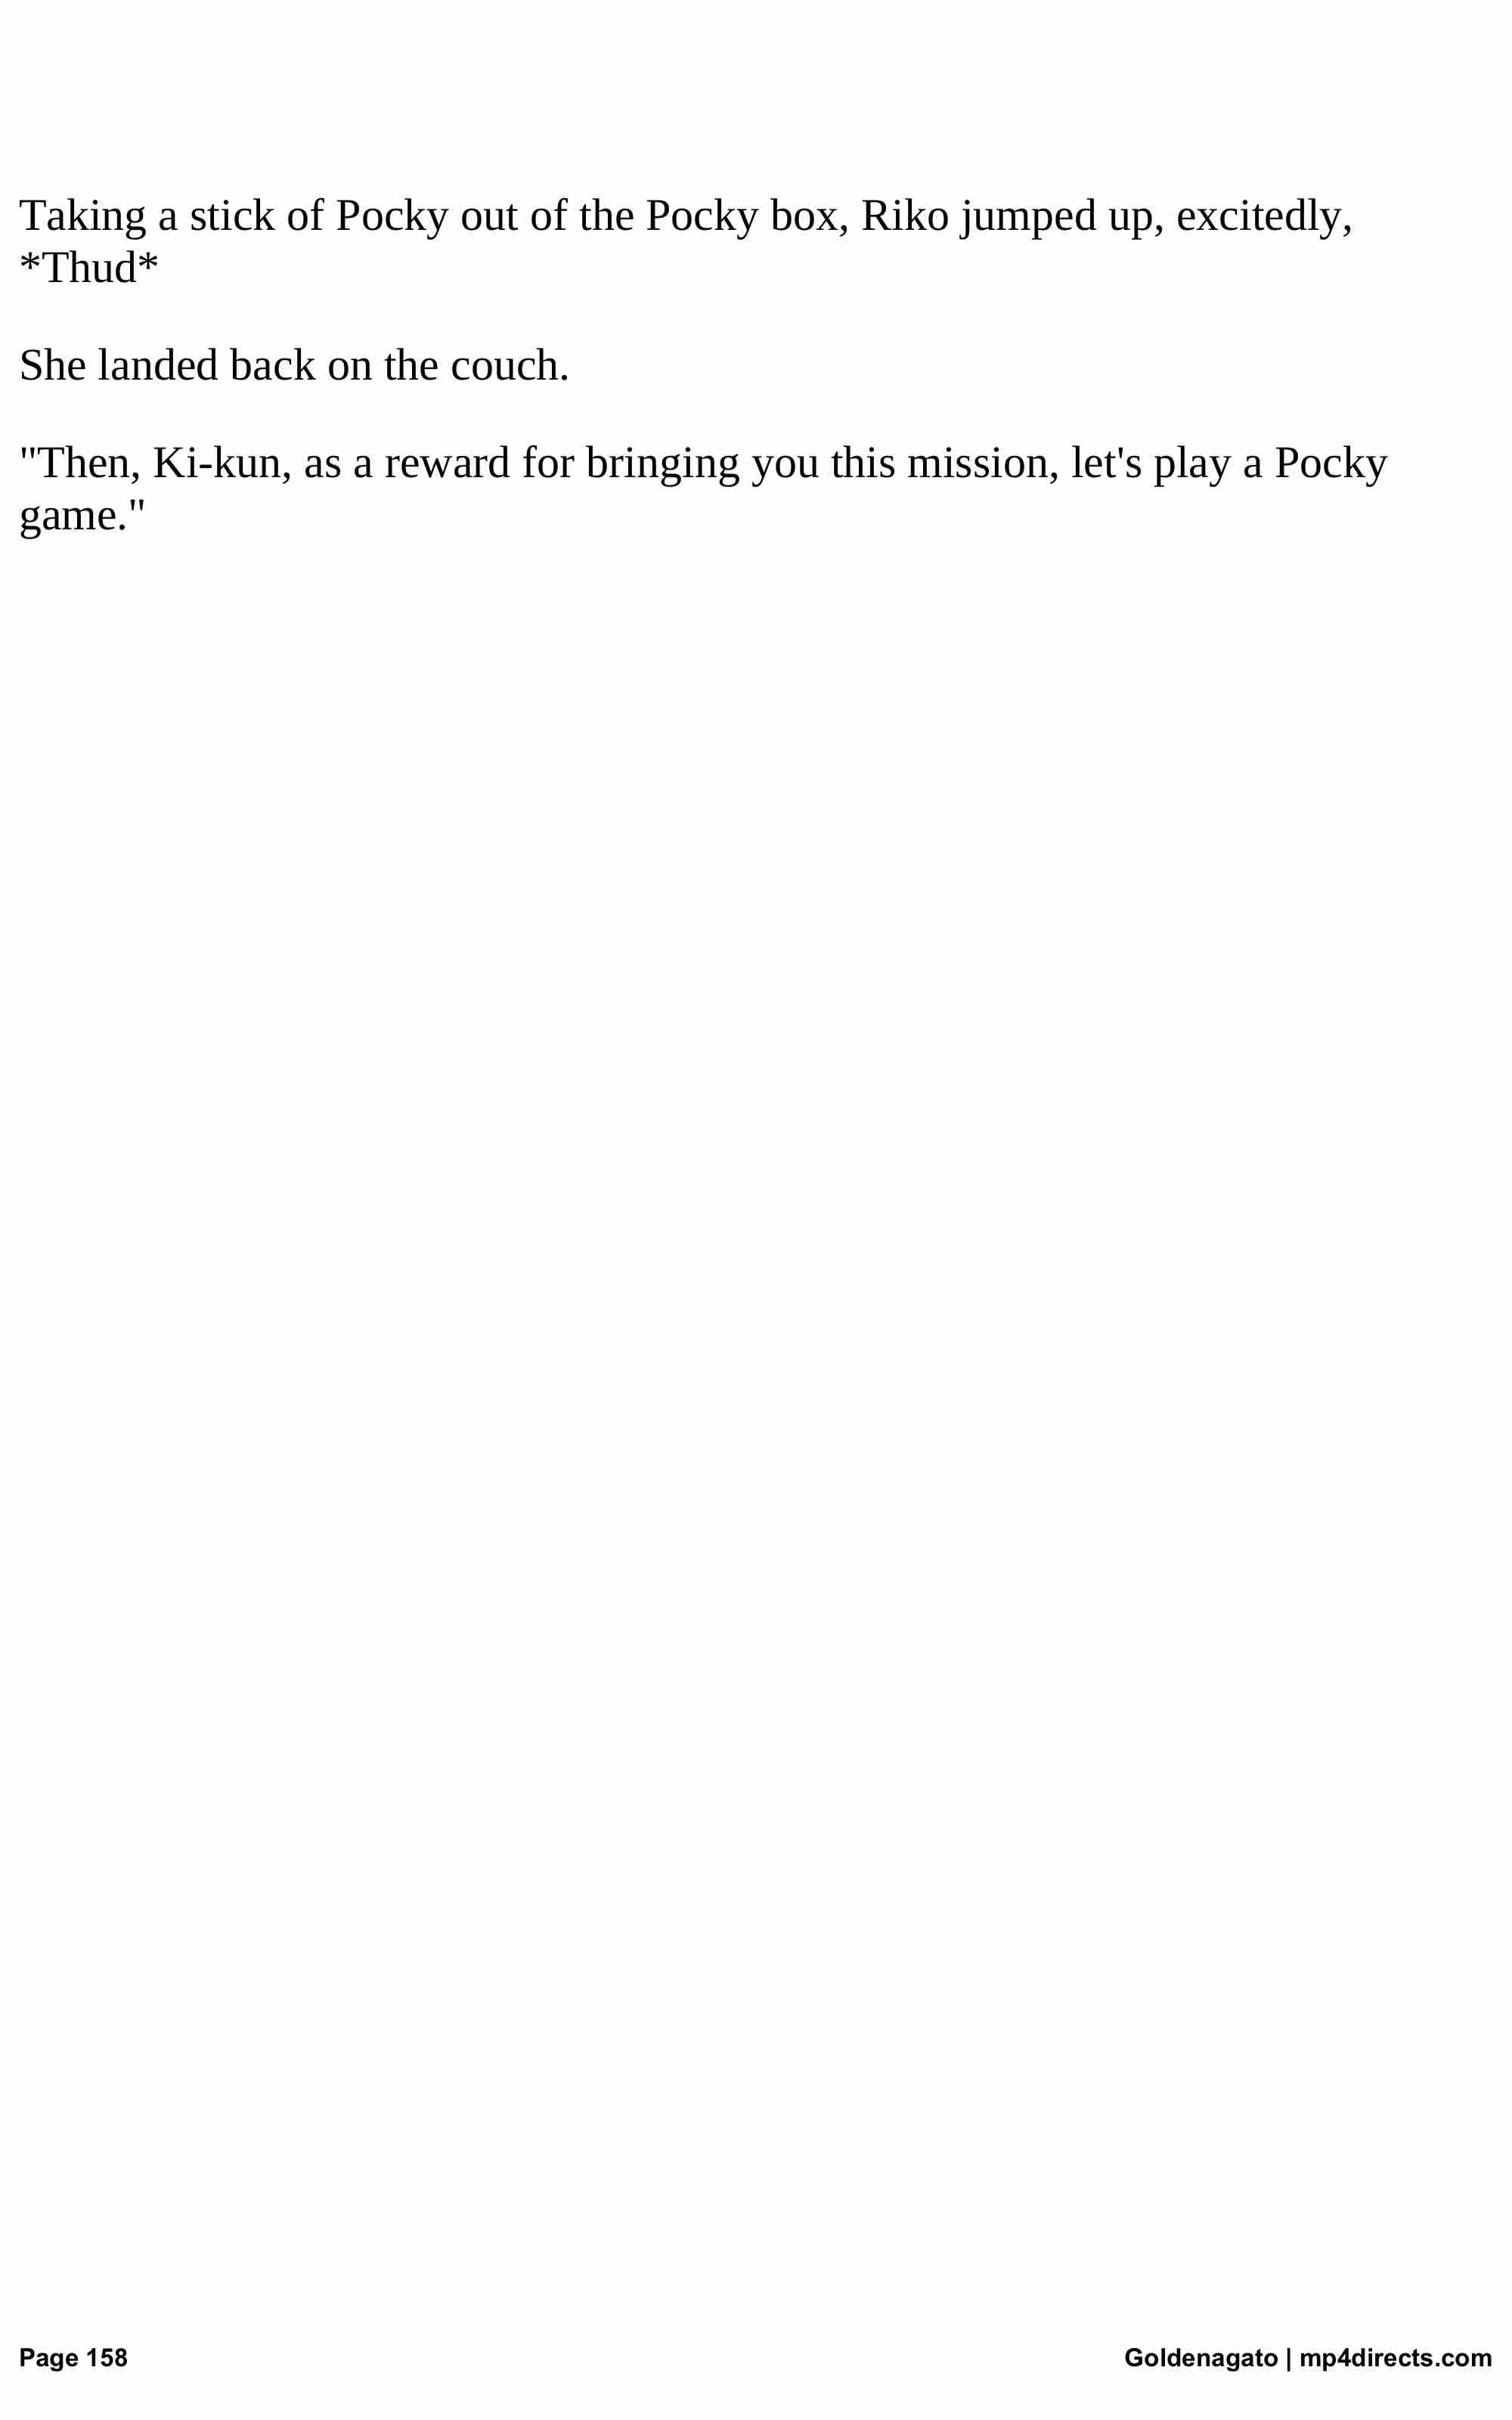 Taking a stick of Pocky out of the Pocky box, Riko jumped up, excitedly,
*Thud*
She landed back on the couch.
"Then, Ki-kun, as a reward for bringing you this mission, let's play a Pocky
game."
Page 158
Goldenagato | mp4directs.com